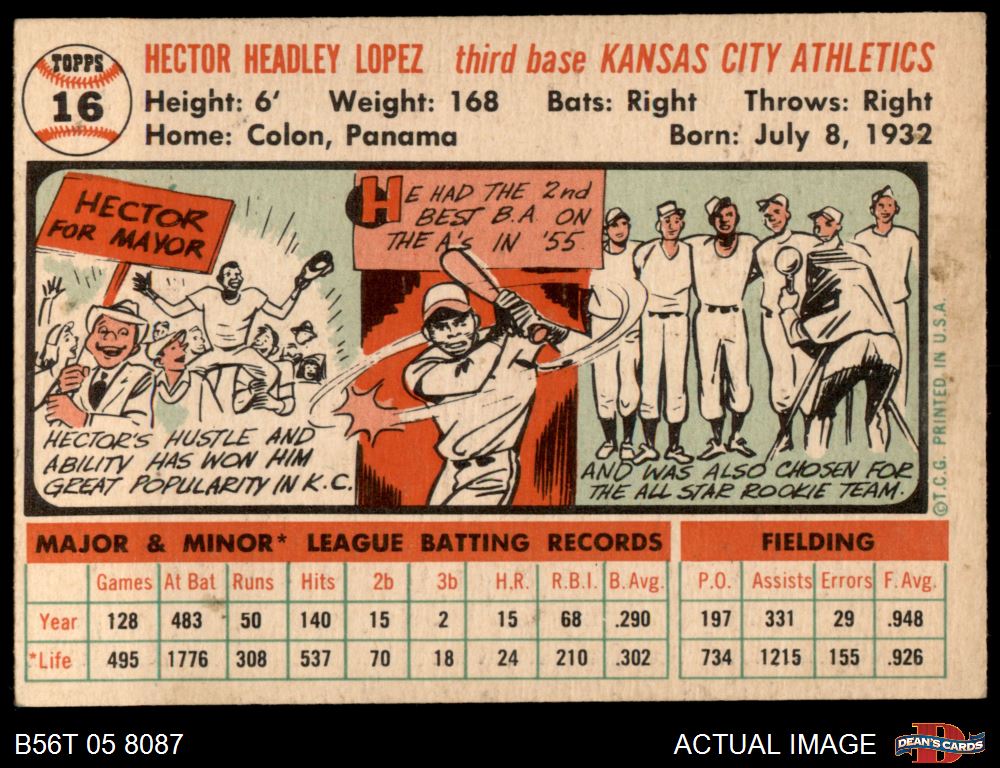 TOPPS
16
HECTOR HEADLEY LOPEZ third base KANSAS CITY ATHLETICS
Height: 6' Weight: 168 Bats: Right Throws: Right
Home: Colon, Panama Born: July 8, 1932
HECTOR
FOR MAYOR
HECTOR'S HUSTLE AND
ABILITY HAS WON HIM
GREAT POPULARITY IN K.C.
HE HAD THE 2nd
BEST B.A. ON
THE A's IN '55
AND WAS ALSO CHOSEN FOR
THE ALL STAR ROOKIE TEAM.
©T.C.G. PRINTED IN U.S.A.
MAJOR & MINOR* LEAGUE BATTING RECORDS FIELDING
Games At Bat Runs Hits 2b 3b H.R. R.B.I. B.Avg. P.O. Assists Errors F.Avg.
Year 128 483 50 140 15 2 15 68 .290 197 331 29 .948
*Life 495 1776 308 537 70 18 24 210 .302 734 1215 155 .926
B56T 05 8087
ACTUAL IMAGE
D
DEAN'S CARDS